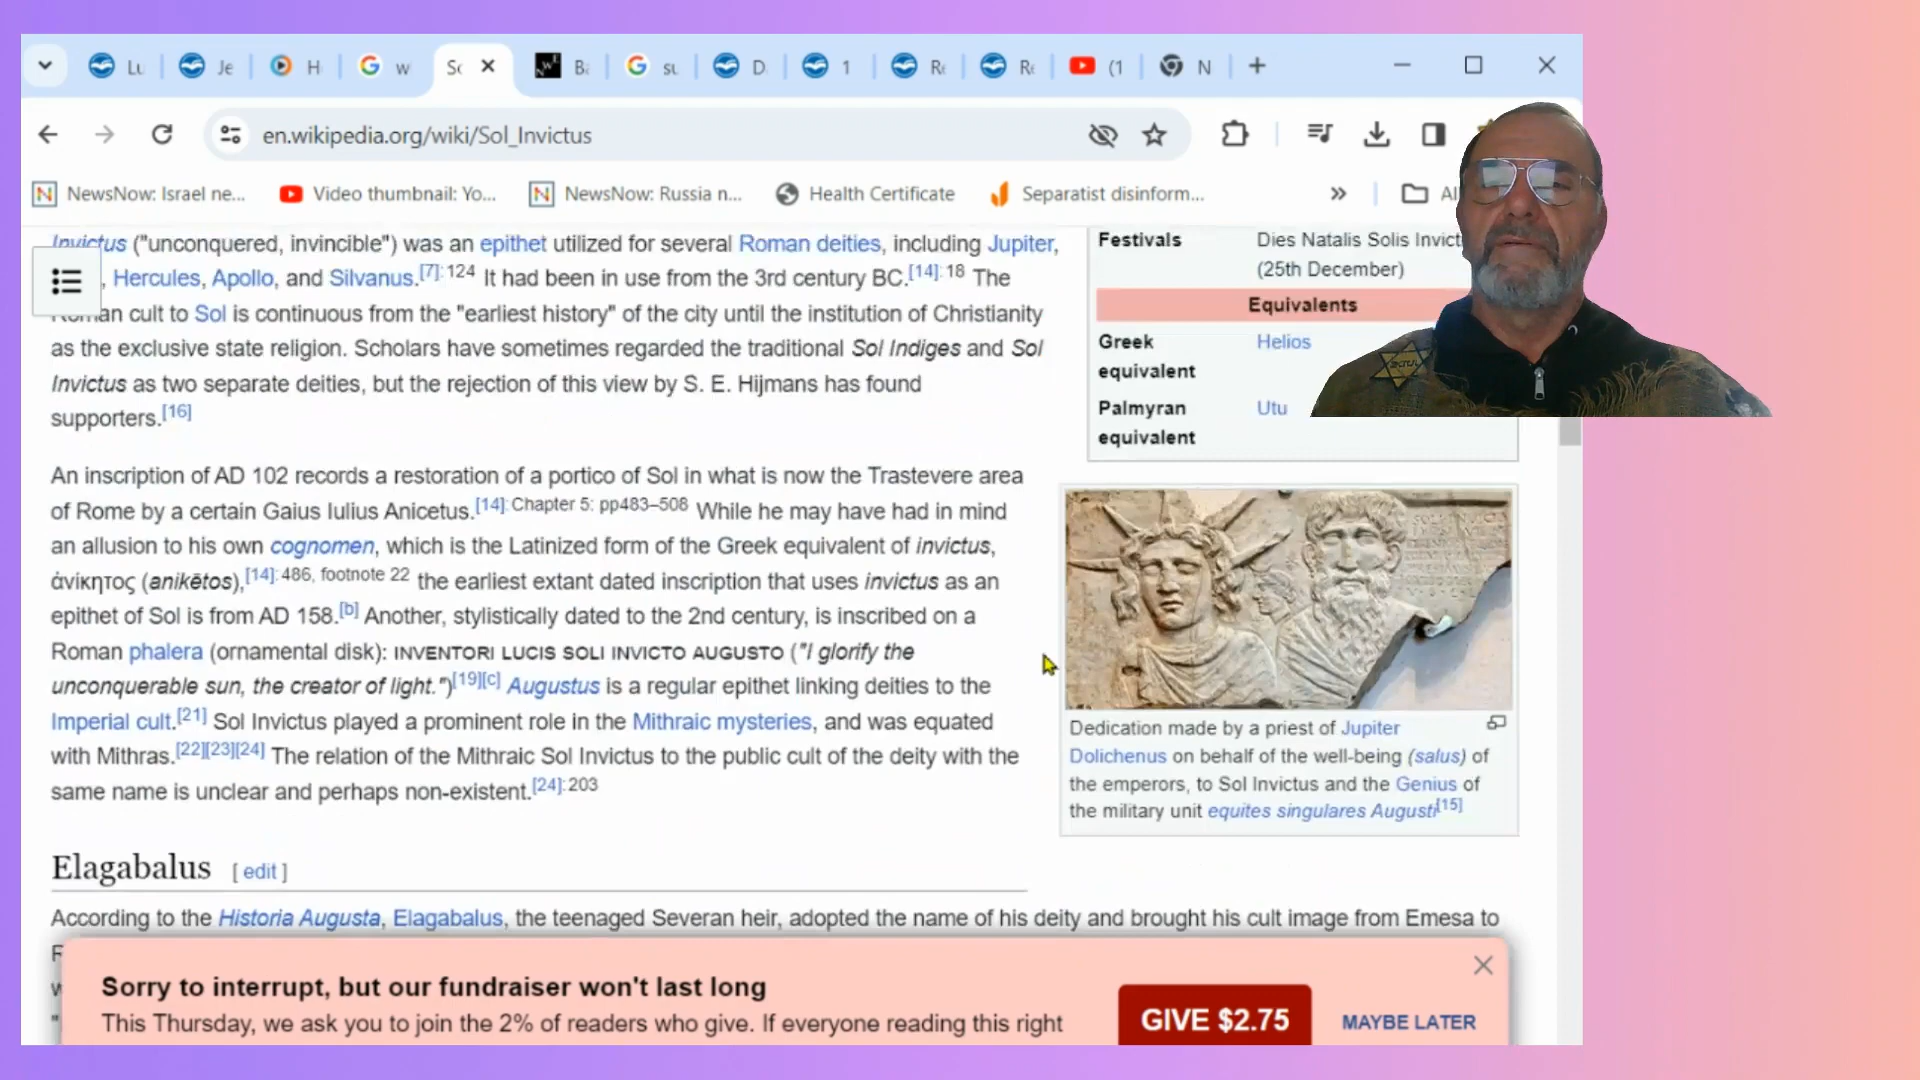 Lu
Je
H
w
Sc
Ba
su
D
1
Re
Re
(1
N
en.wikipedia.org/wiki/Sol_Invictus
NewsNow: Israel ne...
Video thumbnail: Yo...
NewsNow: Russia n...
Health Certificate
Separatist disinform...
»
Al
Invictus ("unconquered, invincible") was an epithet utilized for several Roman deities, including Jupiter,
, Hercules, Apollo, and Silvanus.[7]: 124 It had been in use from the 3rd century BC.[14]: 18 The
Roman cult to Sol is continuous from the "earliest history" of the city until the institution of Christianity
as the exclusive state religion. Scholars have sometimes regarded the traditional Sol Indiges and Sol
Invictus as two separate deities, but the rejection of this view by S. E. Hijmans has found
supporters.[16]
An inscription of AD 102 records a restoration of a portico of Sol in what is now the Trastevere area
of Rome by a certain Gaius Iulius Anicetus.[14]: Chapter 5: pp483–508 While he may have had in mind
an allusion to his own cognomen, which is the Latinized form of the Greek equivalent of invictus,
ἀνίκητος (anikētos),[14]: 486, footnote 22 the earliest extant dated inscription that uses invictus as an
epithet of Sol is from AD 158.[b] Another, stylistically dated to the 2nd century, is inscribed on a
Roman phalera (ornamental disk): INVENTORI LUCIS SOLI INVICTO AUGUSTO ("I glorify the
unconquerable sun, the creator of light.")[19][c] Augustus is a regular epithet linking deities to the
Imperial cult.[21] Sol Invictus played a prominent role in the Mithraic mysteries, and was equated
with Mithras.[22][23][24] The relation of the Mithraic Sol Invictus to the public cult of the deity with the
same name is unclear and perhaps non-existent.[24]: 203
Festivals Dies Natalis Solis Invict
(25th December)
Equivalents
Greek equivalent Helios
Palmyran equivalent Utu
Dedication made by a priest of Jupiter
Dolichenus on behalf of the well-being (salus) of
the emperors, to Sol Invictus and the Genius of
the military unit equites singulares Augusti[15]
Elagabalus [ edit ]
According to the Historia Augusta, Elagabalus, the teenaged Severan heir, adopted the name of his deity and brought his cult image from Emesa to
Sorry to interrupt, but our fundraiser won't last long
This Thursday, we ask you to join the 2% of readers who give. If everyone reading this right
GIVE $2.75
MAYBE LATER